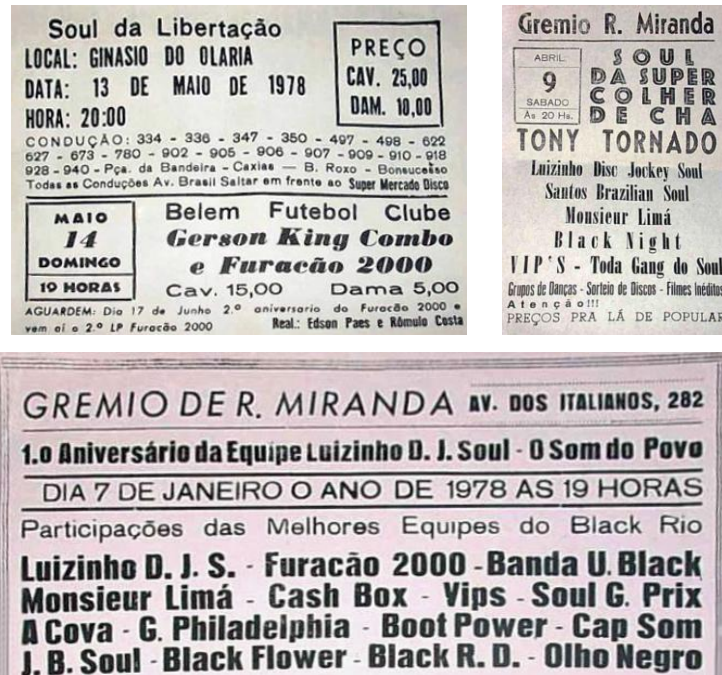 Soul da Libertação
LOCAL: GINASIO DO OLARIA
DATA: 13 DE MAIO DE 1978
HORA: 20:00
PREÇO
CAV. 25,00
DAM. 10,00
CONDUÇÃO: 334 - 336 - 347 - 350 - 497 - 498 - 622
627 - 673 - 780 - 902 - 905 - 906 - 907 - 909 - 910 - 918
928 - 940 - Pça. da Bandeira - Caxias — B. Roxo - Bonsucesso
Todas as Conduções Av. Brasil Saltar em frente ao Super Mercado Disco
MAIO
14
DOMINGO
19 HORAS
Belem Futebol Clube
Gerson King Combo
e Furacão 2000
Cav. 15,00 Dama 5,00
AGUARDEM: Dia 17 de Junho 2.º aniversario do Furacão 2000 e
vem ai o 2.º LP Furacão 2000 Real.: Edson Paes e Rômulo Costa
Gremio R. Miranda
ABRIL
9
SABADO
As 20 Hs.
SOUL
DA SUPER
COLHER
DE CHA
TONY TORNADO
Luizinho Disc Jockey Soul
Santos Brazilian Soul
Monsieur Limá
Black Night
VIP'S - Toda Gang do Soul
Grupos de Danças - Sorteio de Discos - Filmes Inéditos
Atenção!!!
PREÇOS PRA LÁ DE POPULAR
GREMIO DE R. MIRANDA AV. DOS ITALIANOS, 282
1.o Aniversário da Equipe Luizinho D. J. Soul - O Som do Povo
DIA 7 DE JANEIRO O ANO DE 1978 AS 19 HORAS
Participações das Melhores Equipes do Black Rio
Luizinho D. J. S. - Furacão 2000 - Banda U. Black
Monsieur Limá - Cash Box - Vips - Soul G. Prix
A Cova - G. Philadelphia - Boot Power - Cap Som
J. B. Soul - Black Flower - Black R. D. - Olho Negro